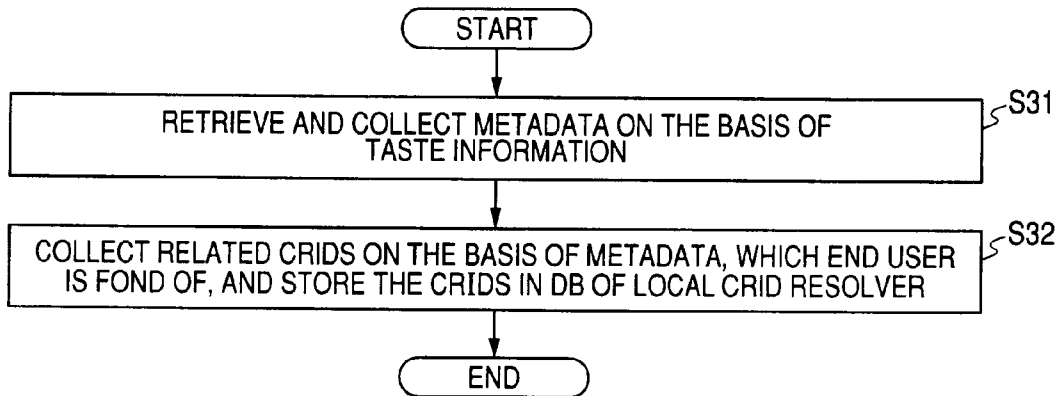 START
S31
RETRIEVE AND COLLECT METADATA ON THE BASIS OF
TASTE INFORMATION
S32
COLLECT RELATED CRIDS ON THE BASIS OF METADATA, WHICH END USER
IS FOND OF, AND STORE THE CRIDS IN DB OF LOCAL CRID RESOLVER
END